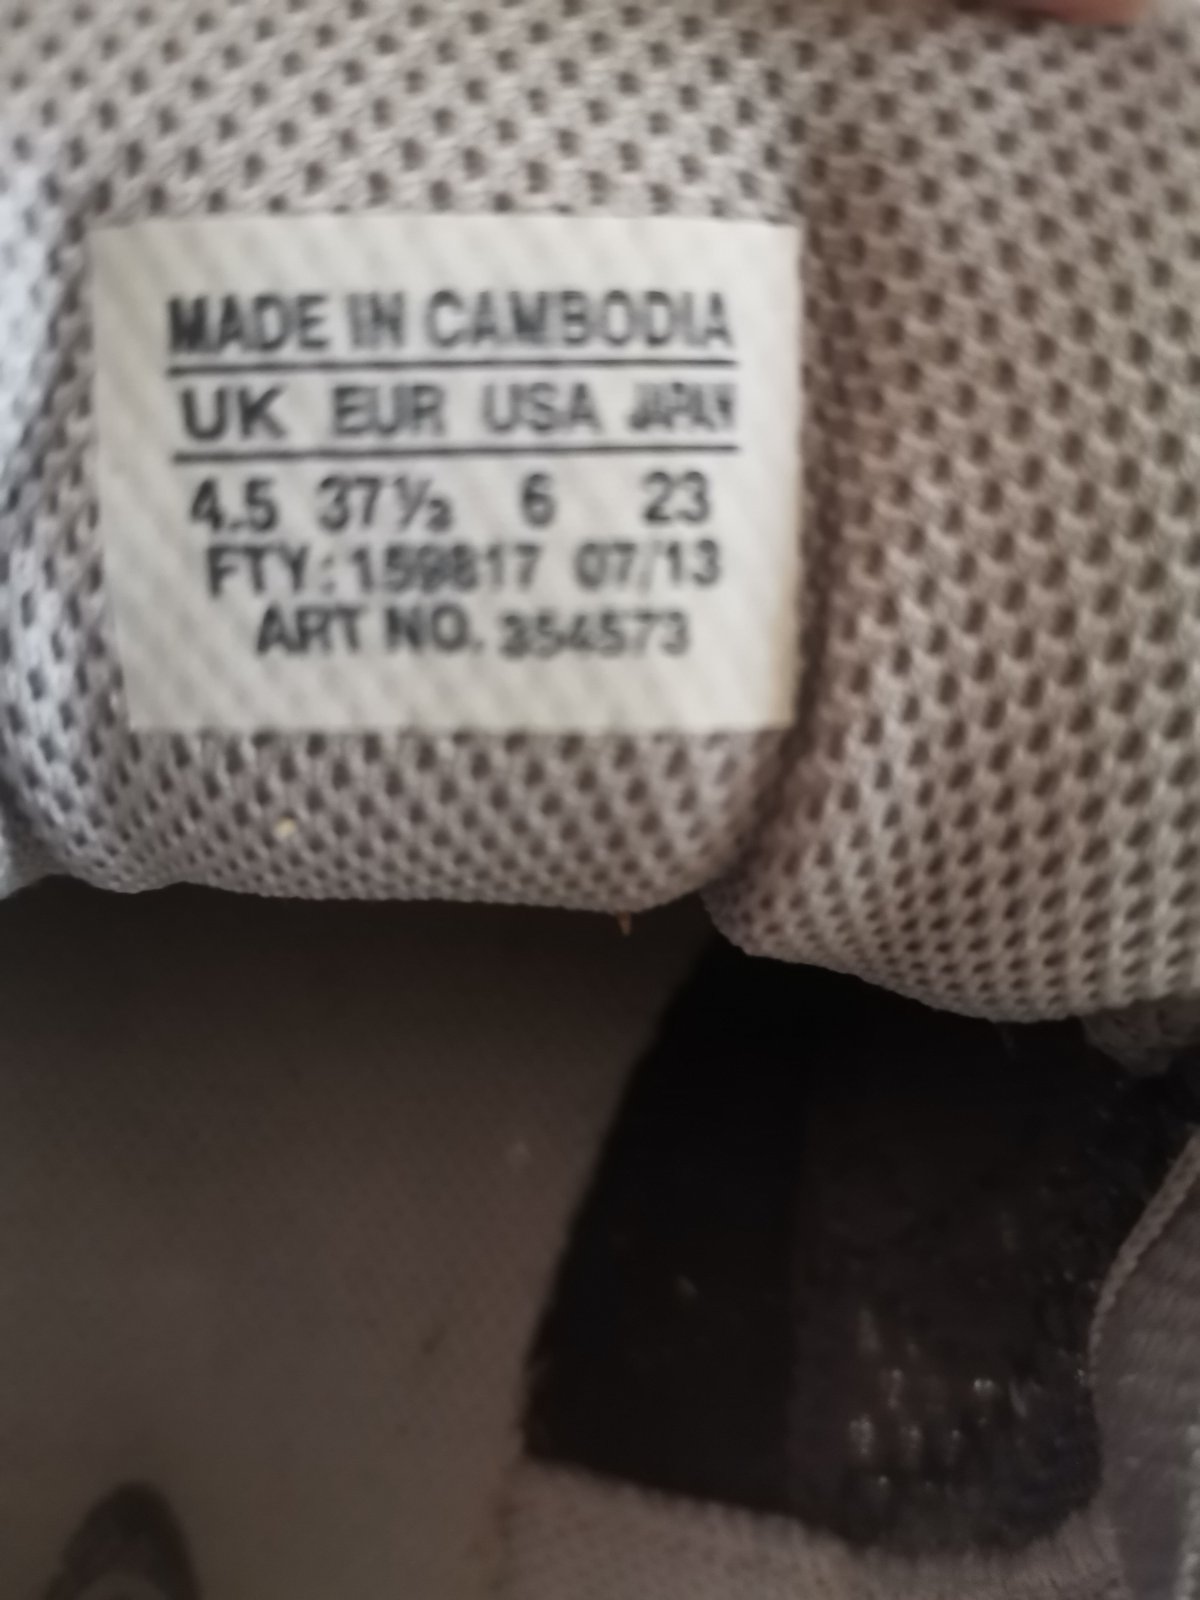 MADE IN CAMBODIA
UK EUR USA JAPAN
4.5 37⅓ 6 23
FTY: 159817 07/13
ART NO. 354573